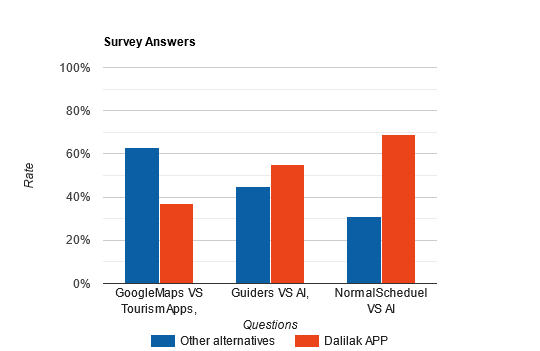 Survey Answers
100%
80%
60%
40%
20%
0%
Rate
GoogleMaps VS
TourismApps,
Guiders VS AI,
NormalScheduel
VS AI
Questions
Other alternatives
Dalilak APP